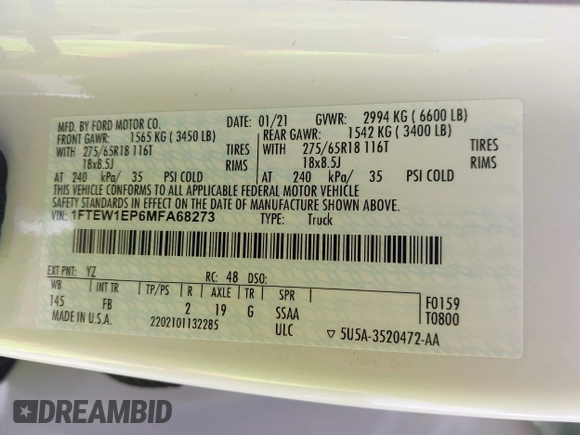 MFD. BY FORD MOTOR CO. DATE: 01/21 GVWR: 2994 KG ( 6600 LB)
FRONT GAWR: 1565 KG ( 3450 LB) REAR GAWR: 1542 KG ( 3400 LB)
WITH 275/65R18 116T TIRES WITH 275/65R18 116T TIRES
18x8.5J RIMS 18x8.5J RIMS
AT 240 kPa/ 35 PSI COLD AT 240 kPa/ 35 PSI COLD
THIS VEHICLE CONFORMS TO ALL APPLICABLE FEDERAL MOTOR VEHICLE
SAFETY STANDARDS IN EFFECT ON THE DATE OF MANUFACTURE SHOWN ABOVE.
VIN: 1FTEW1EP6MFA68273 TYPE: Truck
EXT PNT: YZ RC: 48 DSO:
WB INT TR TP/PS R AXLE TR SPR F0159
145 FB 2 19 G SSAA T0800
MADE IN U.S.A. 2202101132285 ULC ▽ 5U5A-3520472-AA
DREAMBID